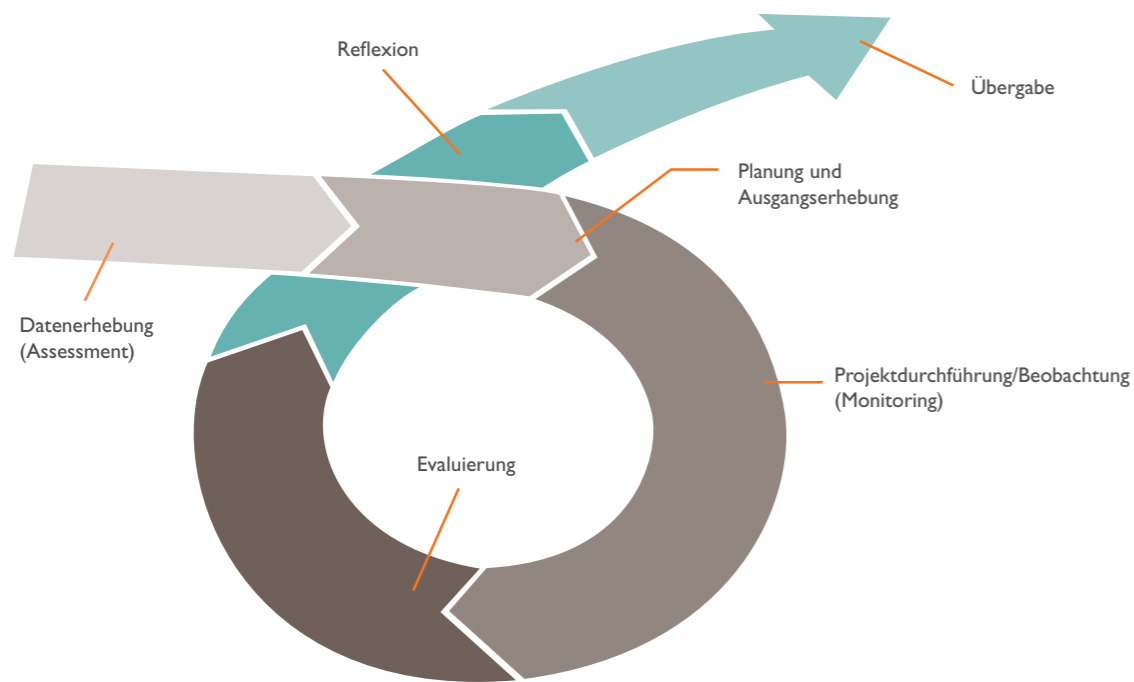 Reflexion
Übergabe
Planung und
Ausgangserhebung
Datenerhebung
(Assessment)
Projektdurchführung/Beobachtung
(Monitoring)
Evaluierung